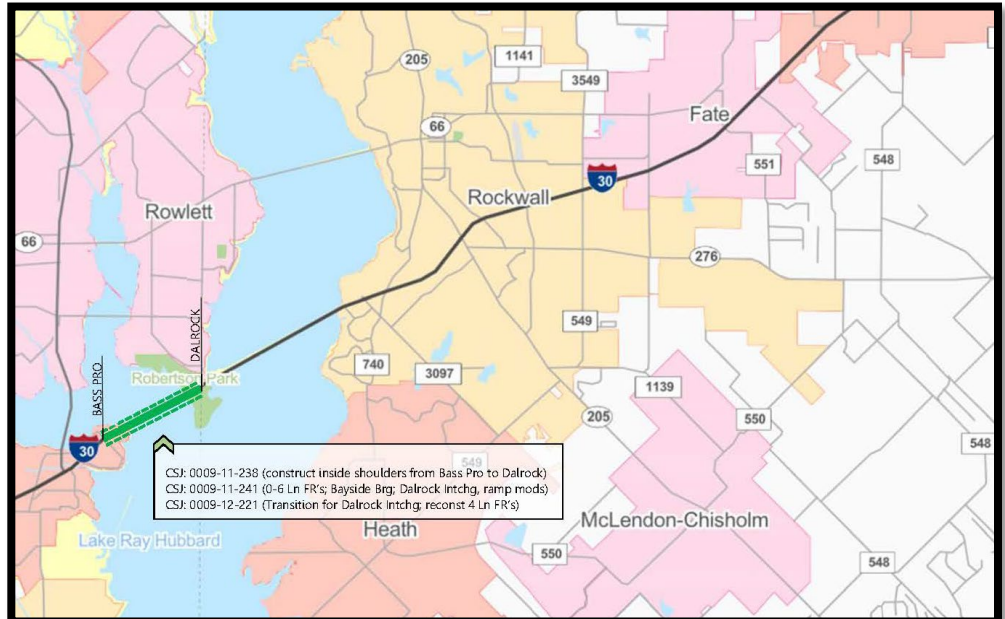 205
1141
3549
66
Fate
551
548
30
Rockwall
Rowlett
66
276
DALROCK
549
740
3097
Robertson Park
1139
BASS PRO
205
550
30
548
549
CSJ: 0009-11-238 (construct inside shoulders from Bass Pro to Dalrock)
CSJ: 0009-11-241 (0-6 Ln FR's; Bayside Brg; Dalrock Intchg, ramp mods)
CSJ: 0009-12-221 (Transition for Dalrock Intchg; reconst 4 Ln FR's)
McLendon-Chisholm
Heath
Lake Ray Hubbard
550
548